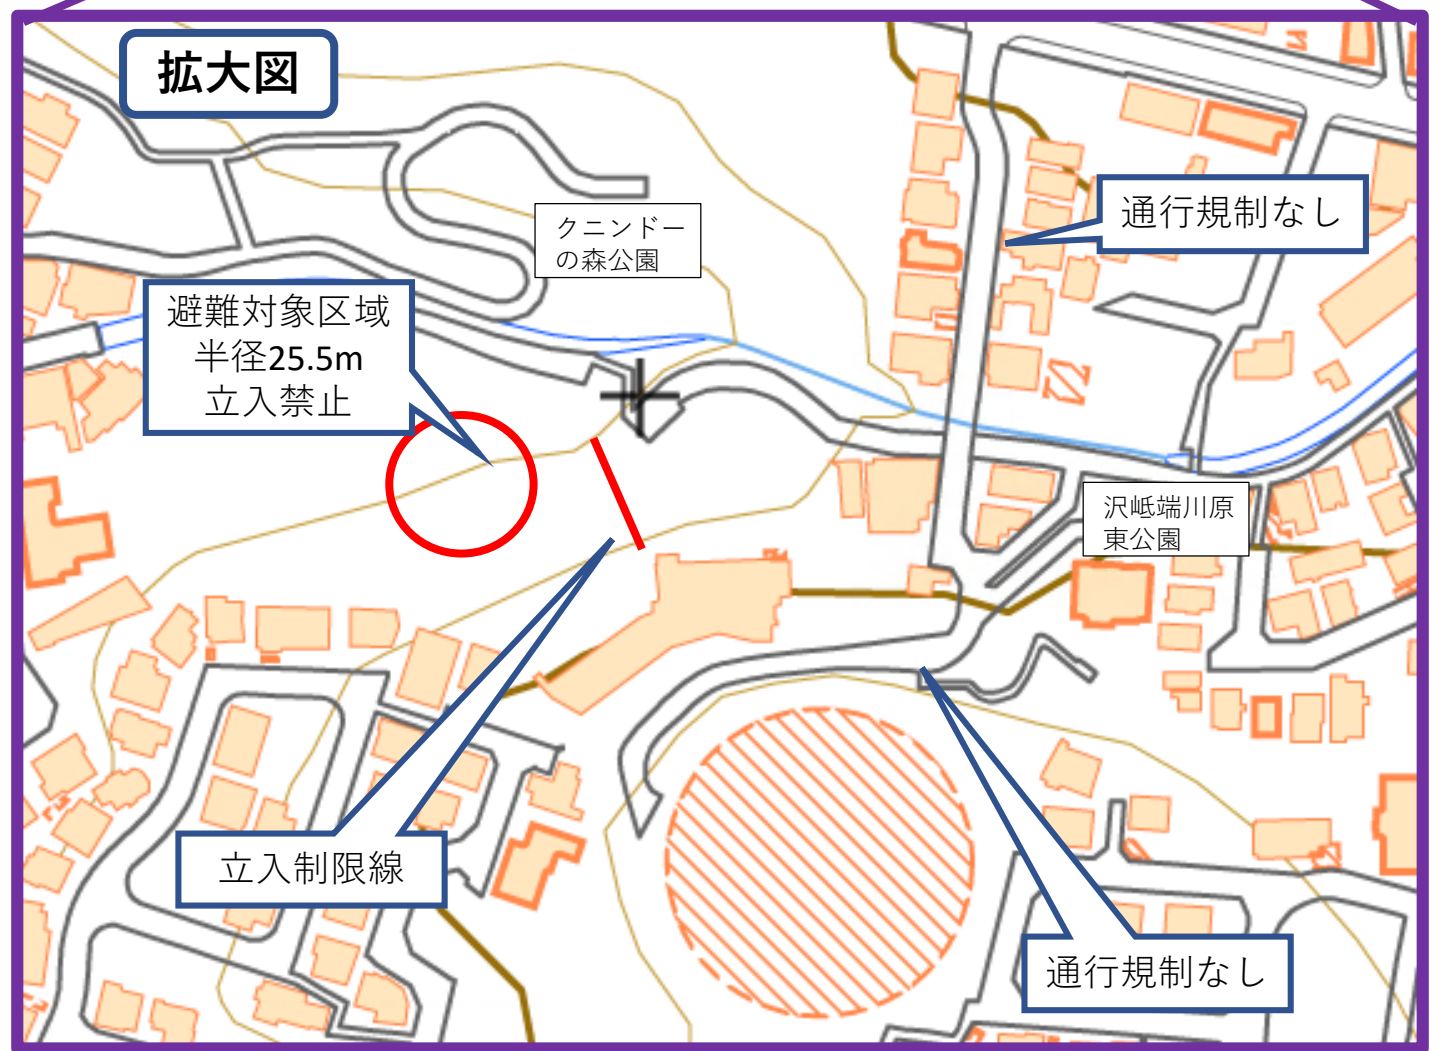 拡大図
通行規制なし
クニンドー
の森公園
避難対象区域
半径25.5m
立入禁止
沢岻端川原
東公園
立入制限線
通行規制なし